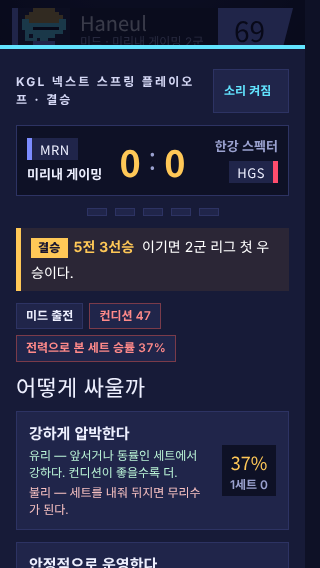 Haneul
미드 · 미리내 게이밍 2군
69
KGL 넥스트 스프링 플레이오
프 · 결승
소리 켜짐
MRN
미리내 게이밍
0 : 0
한강 스펙터
HGS
결승 5전 3선승 이기면 2군 리그 첫 우
승이다.
미드 출전
컨디션 47
전력으로 본 세트 승률 37%
어떻게 싸울까
강하게 압박한다
유리 — 앞서거나 동률인 세트에서
강하다. 컨디션이 좋을수록 더.
불리 — 세트를 내줘 뒤지면 무리수
가 된다.
37%
1세트 0
안정적으로 운영한다